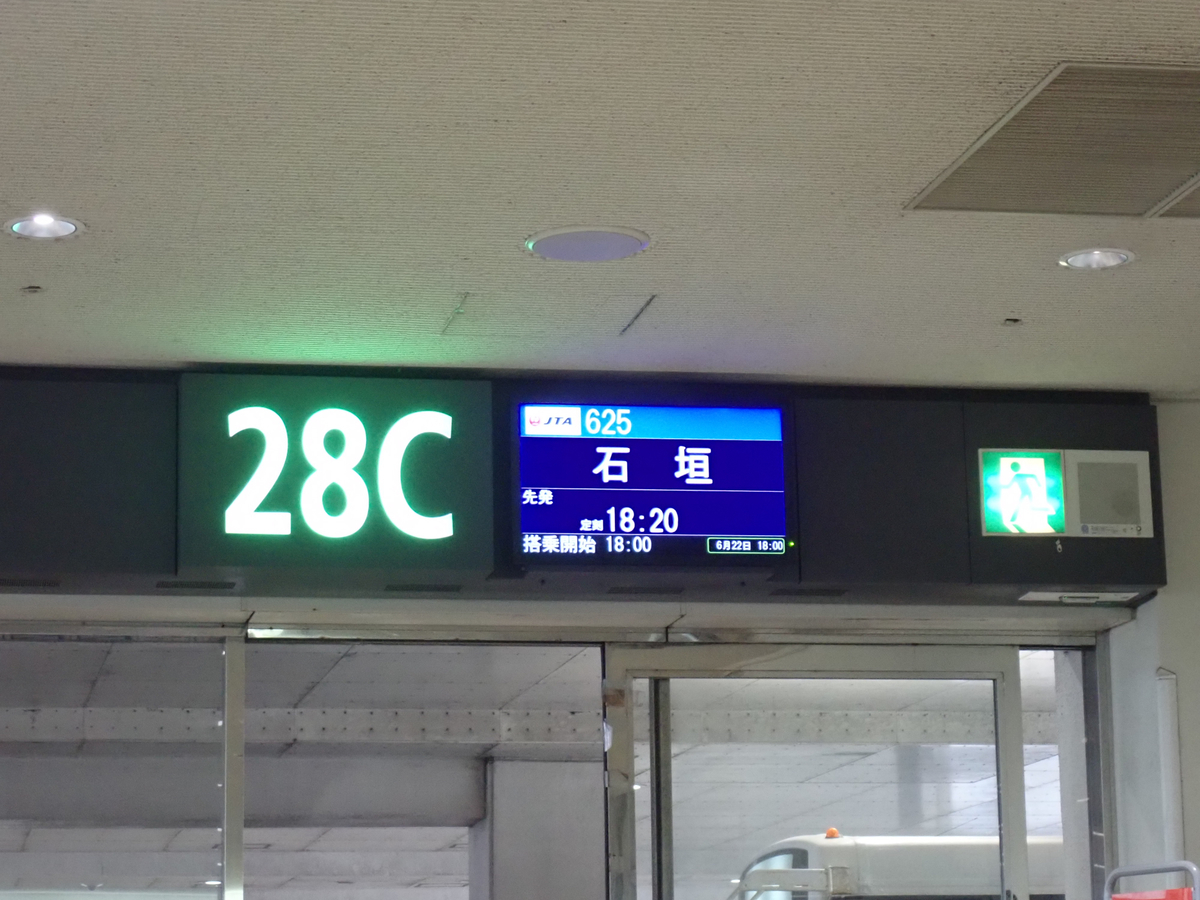 28C
JTA 625
石垣
先発
定刻 18:20
搭乗開始 18:00
6月22日 18:00